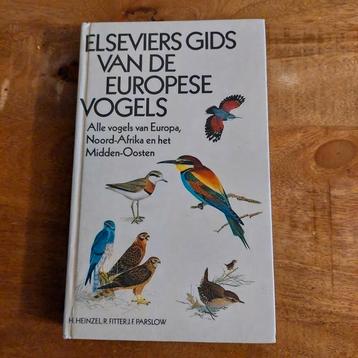 ELSEVIERS GIDS
VAN DE
EUROPESE
VOGELS
Alle vogels van Europa,
Noord-Afrika en het
Midden-Oosten
H. HEINZEL, R. FITTER, J.F. PARSLOW